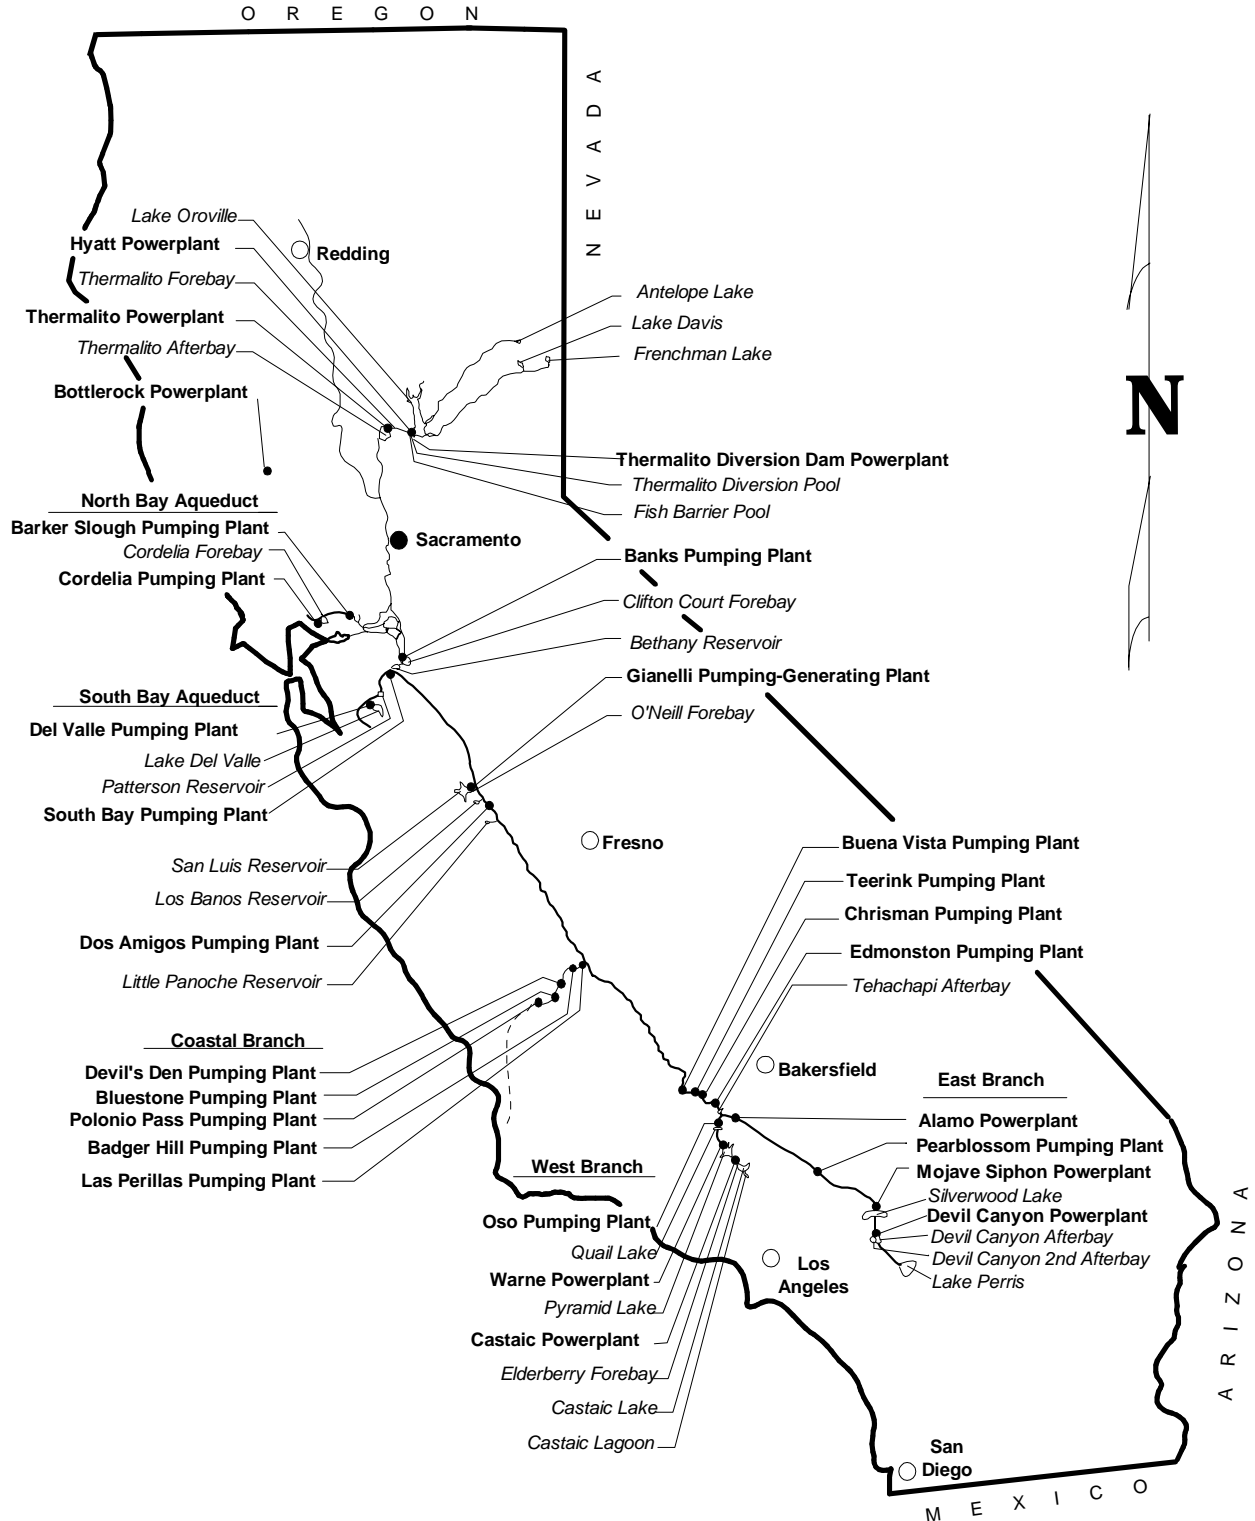 OREGON
NEVADA
Lake Oroville
Hyatt Powerplant
Redding
Thermalito Forebay
Antelope Lake
Thermalito Powerplant
Lake Davis
Thermalito Afterbay
Frenchman Lake
Bottlerock Powerplant
N
Thermalito Diversion Dam Powerplant
Thermalito Diversion Pool
North Bay Aqueduct
Fish Barrier Pool
Barker Slough Pumping Plant
Sacramento
Cordelia Forebay
Banks Pumping Plant
Cordelia Pumping Plant
Clifton Court Forebay
Bethany Reservoir
Gianelli Pumping-Generating Plant
South Bay Aqueduct
O'Neill Forebay
Del Valle Pumping Plant
Lake Del Valle
Patterson Reservoir
South Bay Pumping Plant
Fresno
Buena Vista Pumping Plant
San Luis Reservoir
Teerink Pumping Plant
Los Banos Reservoir
Chrisman Pumping Plant
Dos Amigos Pumping Plant
Edmonston Pumping Plant
Little Panoche Reservoir
Tehachapi Afterbay
Coastal Branch
Devil's Den Pumping Plant
Bakersfield
Bluestone Pumping Plant
East Branch
Polonio Pass Pumping Plant
Alamo Powerplant
Badger Hill Pumping Plant
Pearblossom Pumping Plant
Las Perillas Pumping Plant
West Branch
Mojave Siphon Powerplant
Silverwood Lake
Oso Pumping Plant
Devil Canyon Powerplant
Devil Canyon Afterbay
Quail Lake
Devil Canyon 2nd Afterbay
Los
Angeles
Warne Powerplant
Lake Perris
Pyramid Lake
Castaic Powerplant
Elderberry Forebay
Castaic Lake
Castaic Lagoon
ARIZONA
San
Diego
MEXICO